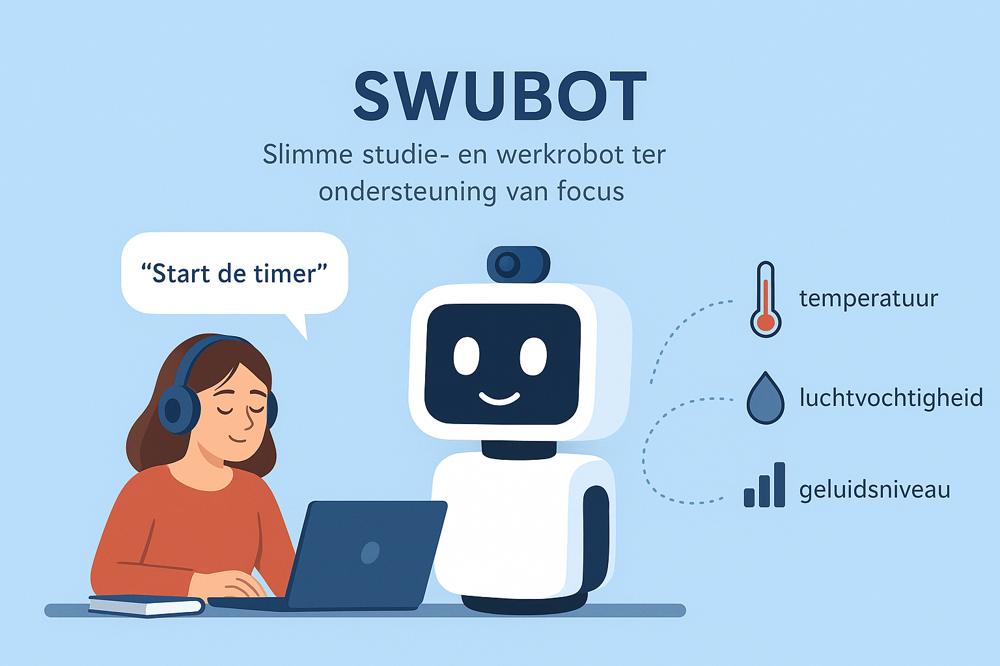 SWUBOT
Slimme studie- en werkrobot ter
ondersteuning van focus
“Start de timer”
temperatuur
luchtvochtigheid
geluidsniveau